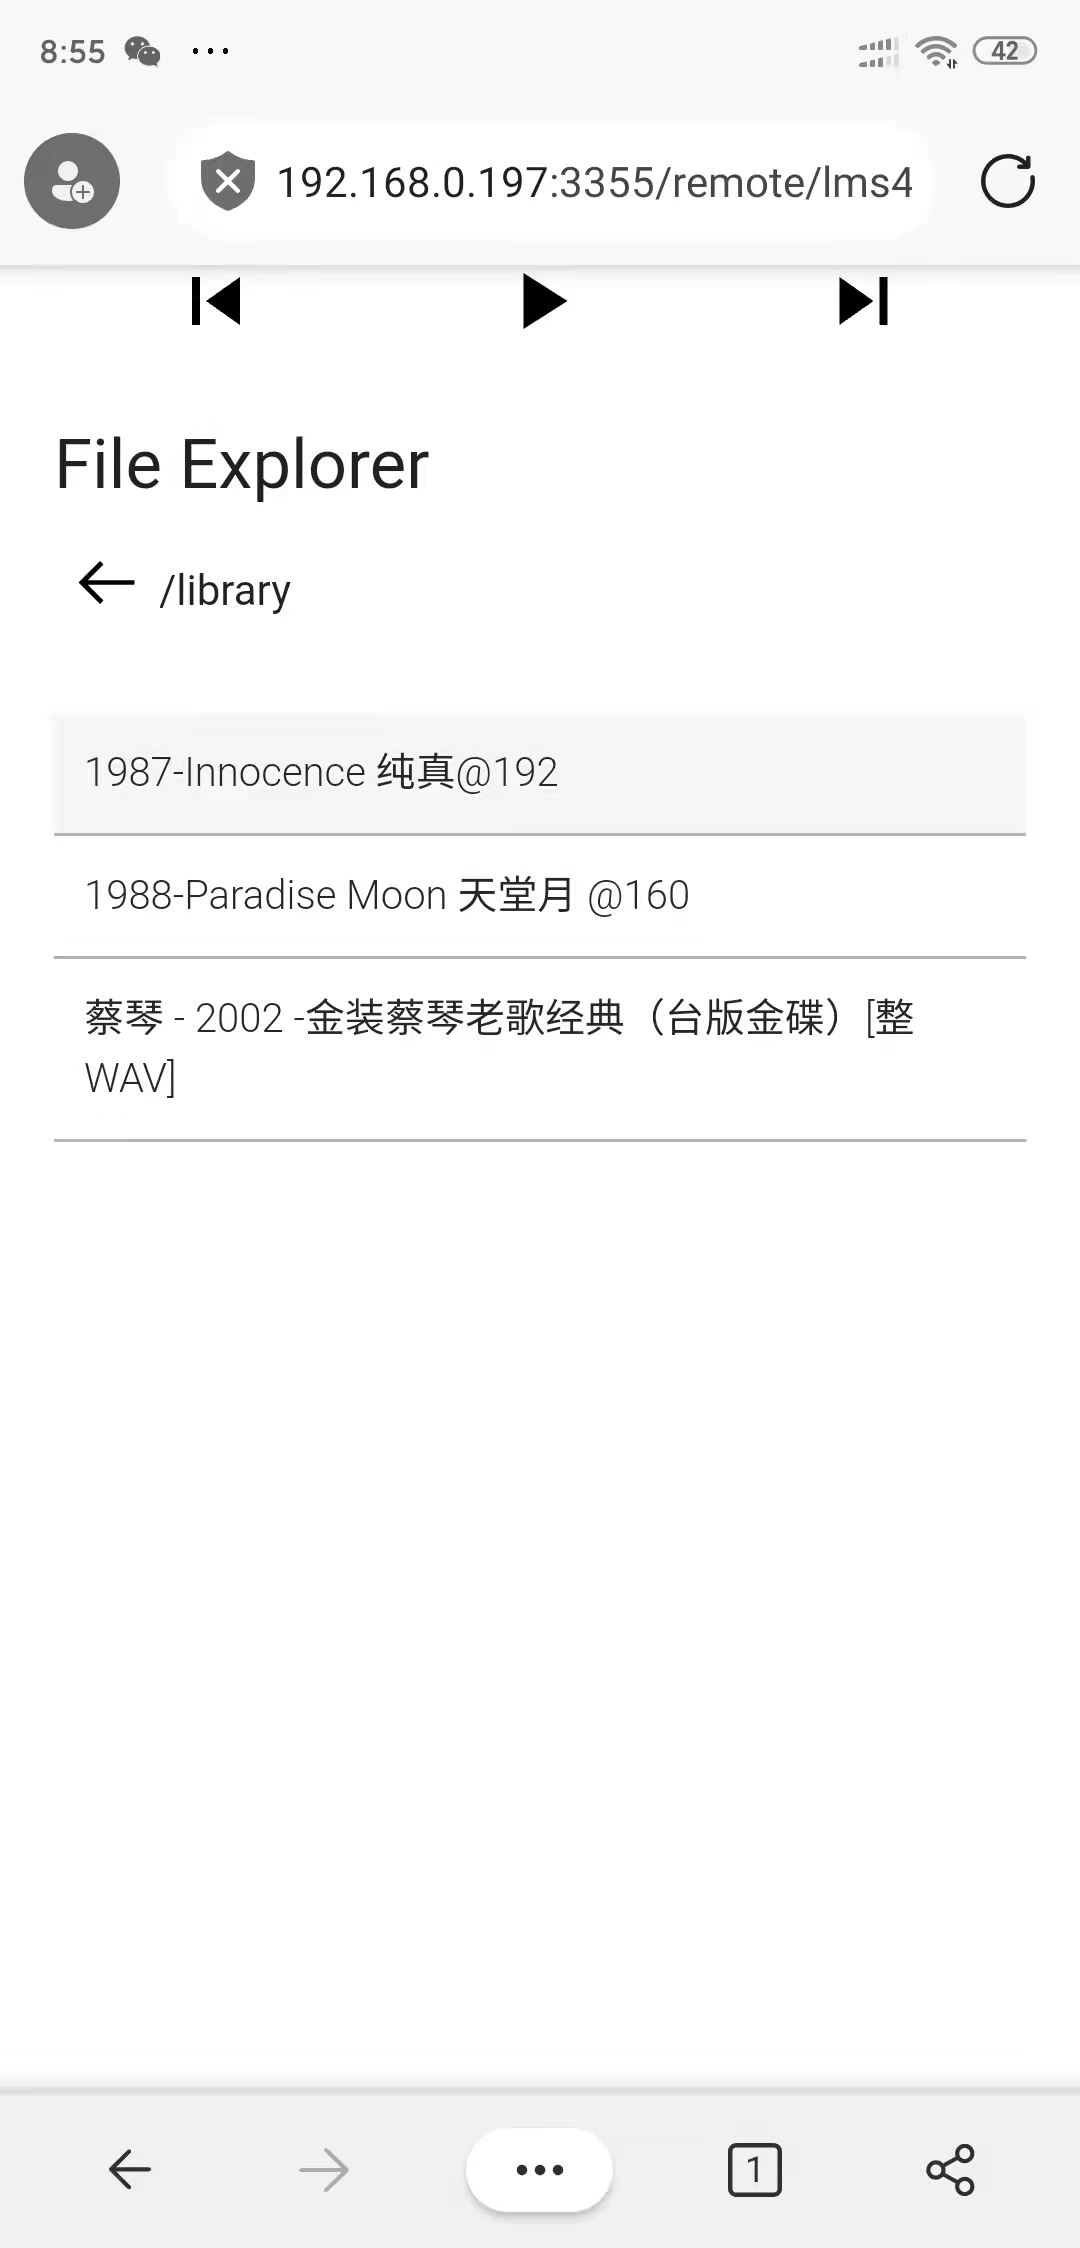 8:55
42
192.168.0.197:3355/remote/lms4
File Explorer
/library
1987-Innocence 纯真@192
1988-Paradise Moon 天堂月 @160
蔡琴 - 2002 -金装蔡琴老歌经典（台版金碟）[整
WAV]
1